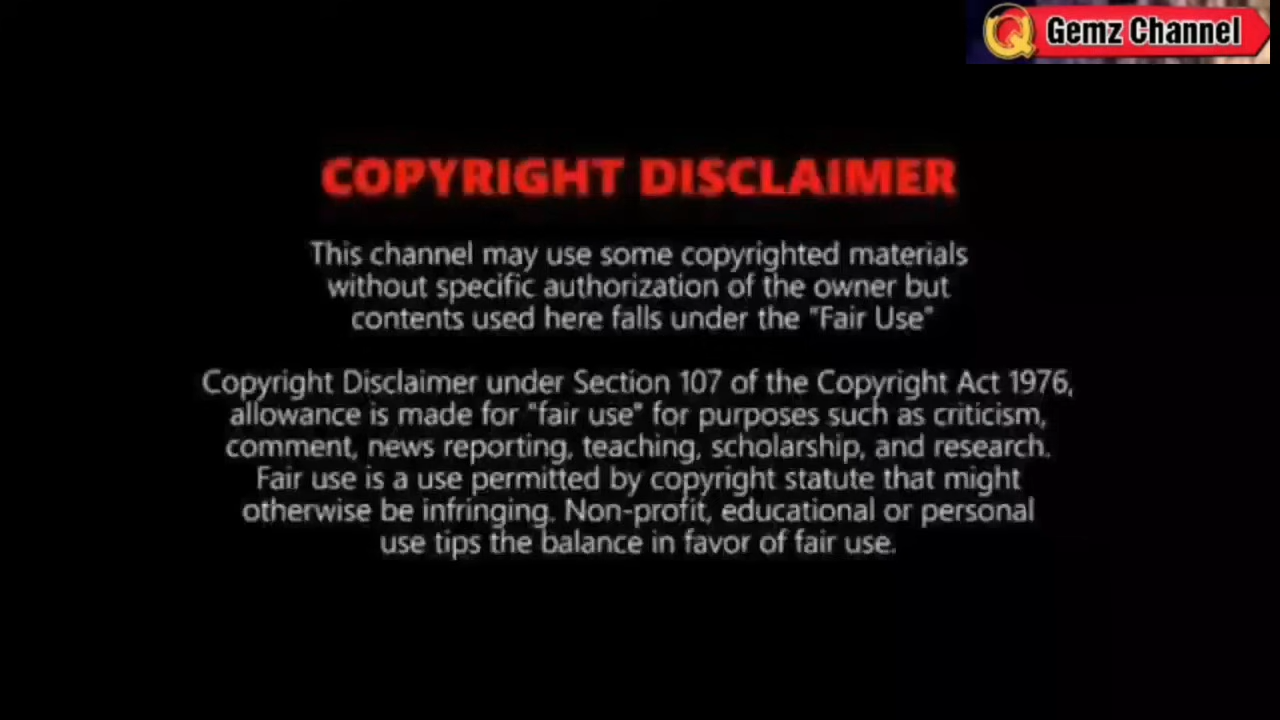 Gemz Channel
COPYRIGHT DISCLAIMER
This channel may use some copyrighted materials
without specific authorization of the owner but
contents used here falls under the "Fair Use"
Copyright Disclaimer under Section 107 of the Copyright Act 1976,
allowance is made for "fair use" for purposes such as criticism,
comment, news reporting, teaching, scholarship, and research.
Fair use is a use permitted by copyright statute that might
otherwise be infringing. Non-profit, educational or personal
use tips the balance in favor of fair use.